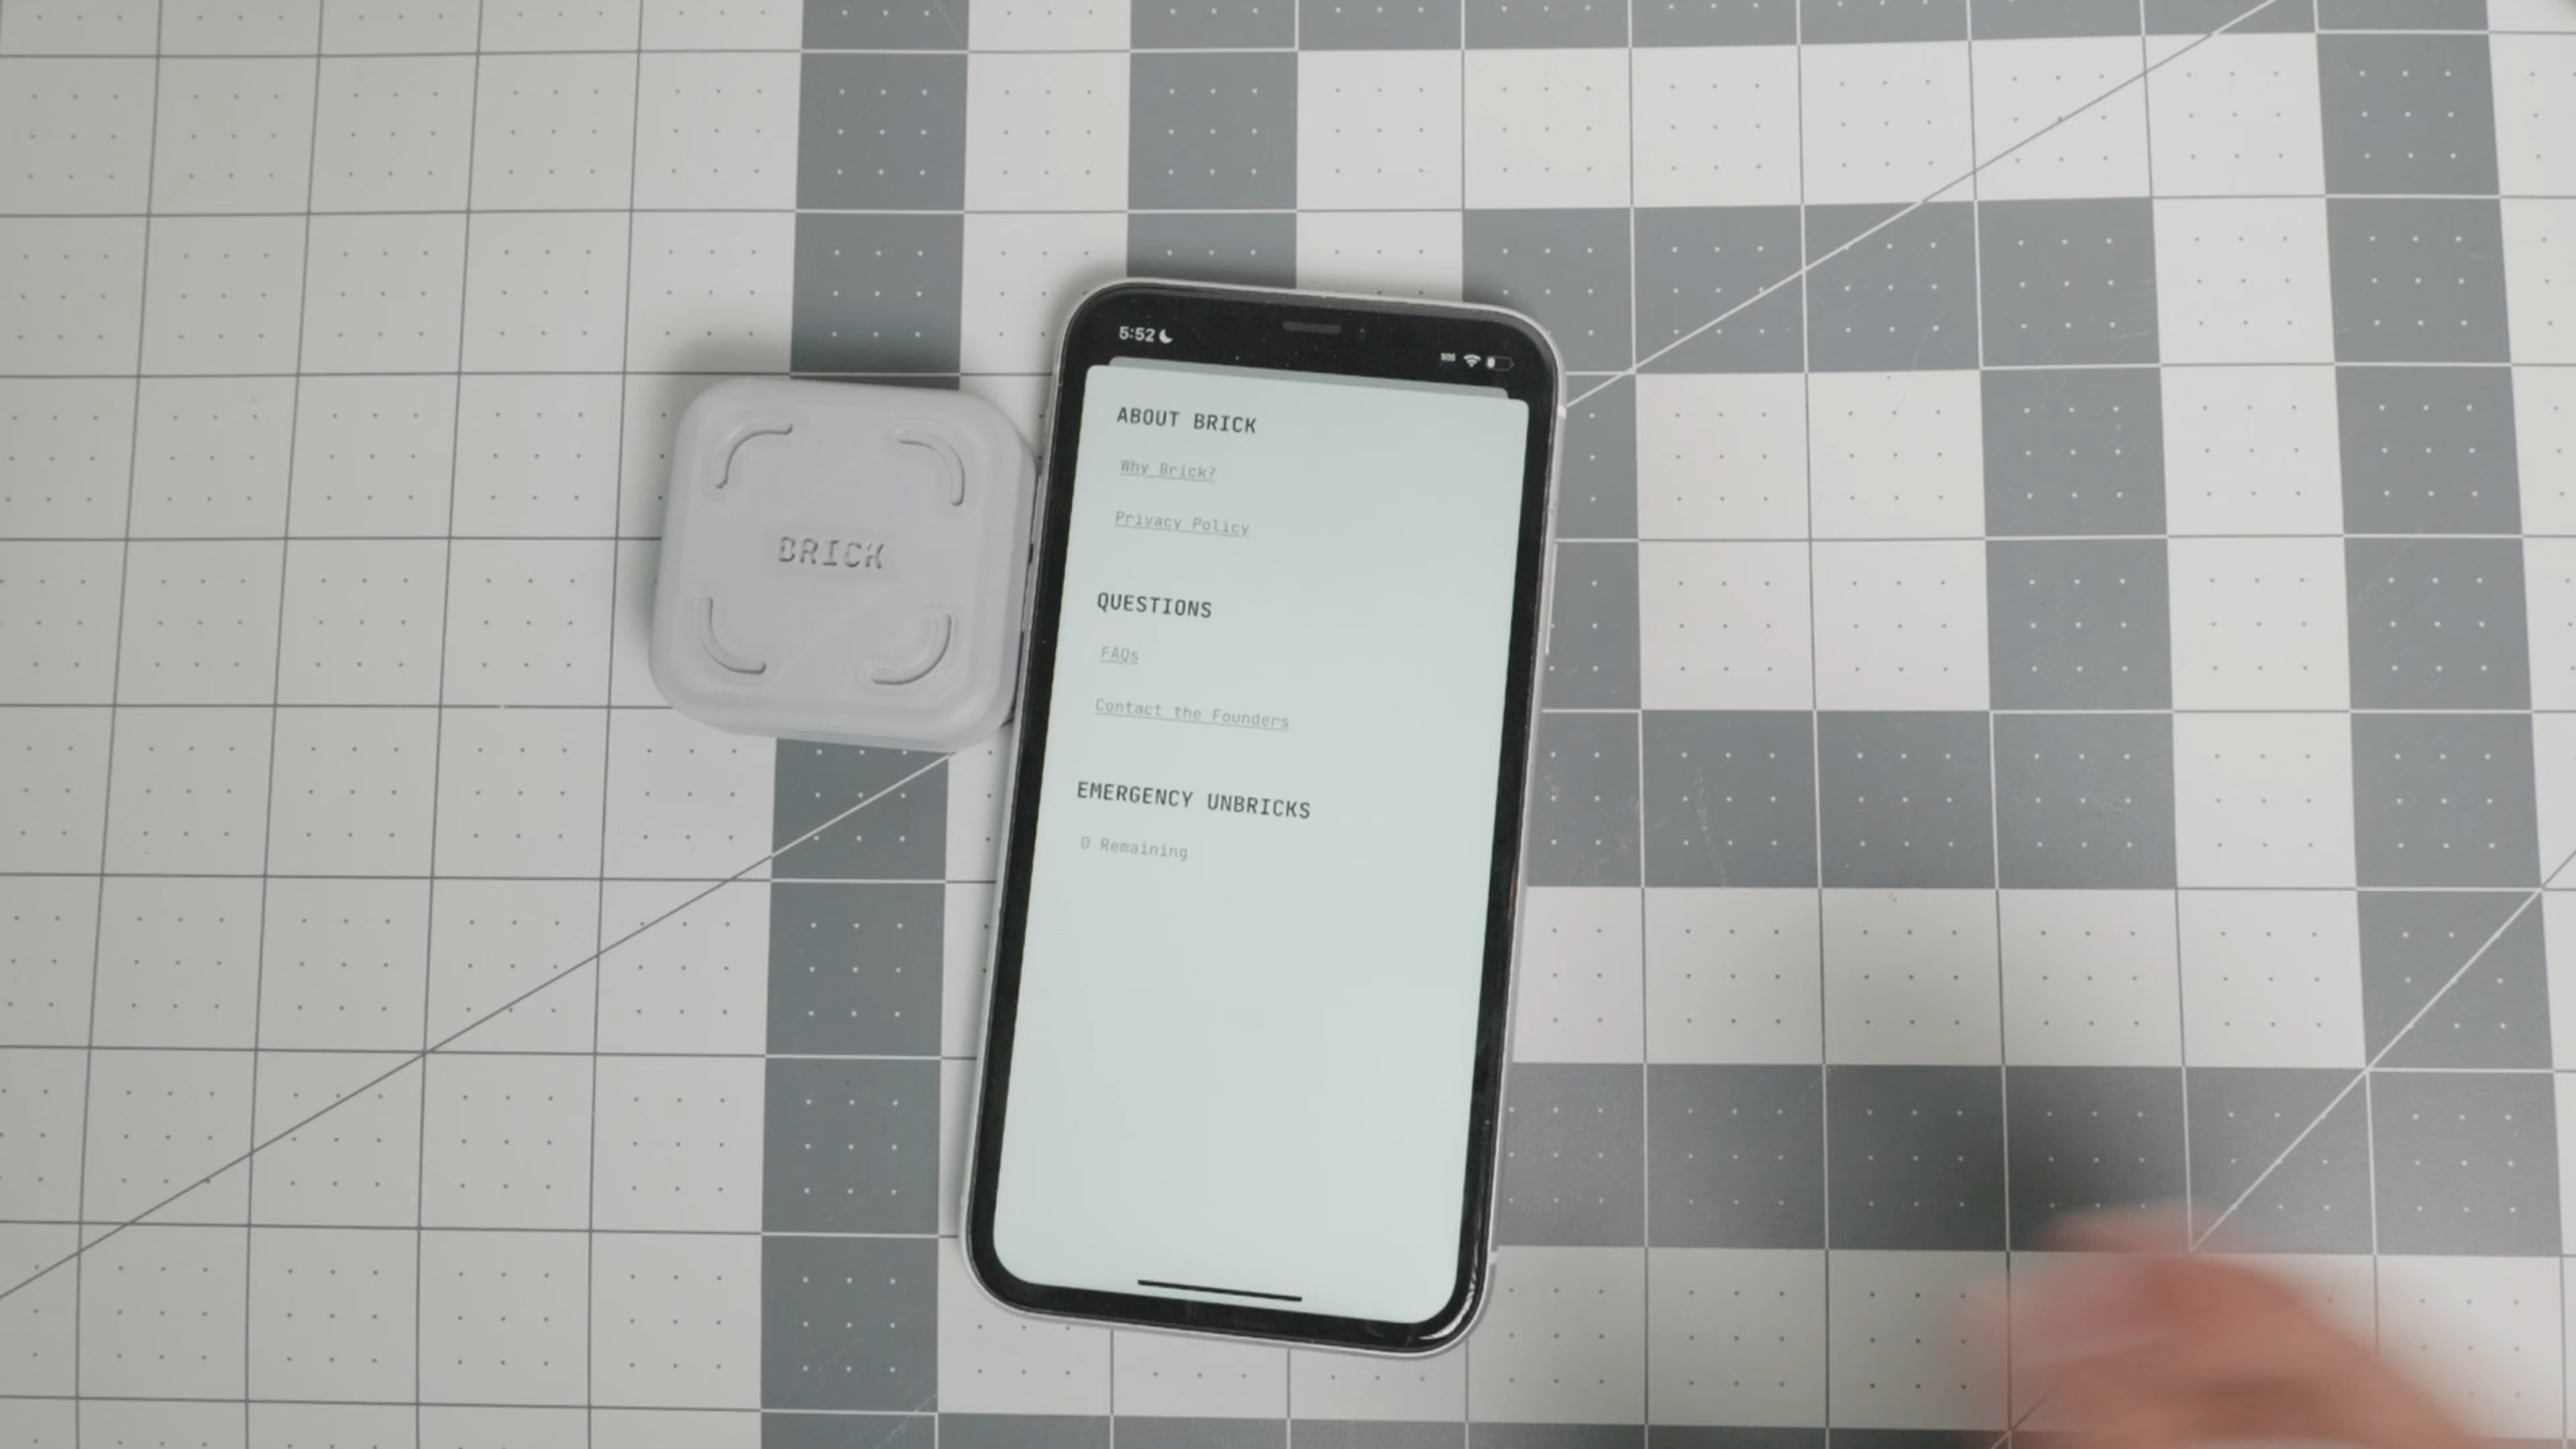 BRICK
5:52
SOS
ABOUT BRICK
Why Brick?
Privacy Policy
QUESTIONS
FAQs
Contact the Founders
EMERGENCY UNBRICKS
0 Remaining